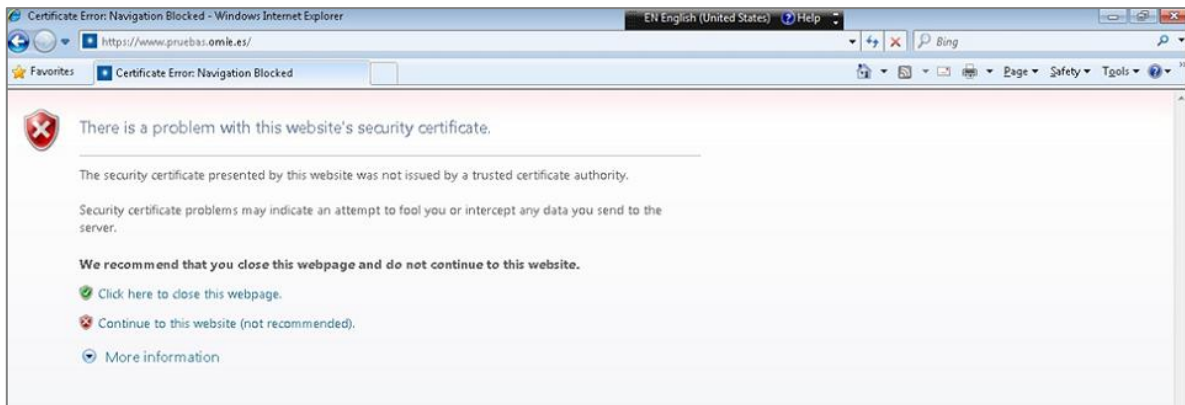 Certificate Error: Navigation Blocked - Windows Internet Explorer
EN English (United States) ? Help
https://www.pruebas.omie.es/
Bing
Favorites
Certificate Error: Navigation Blocked
Page Safety Tools
There is a problem with this website's security certificate.
The security certificate presented by this website was not issued by a trusted certificate authority.
Security certificate problems may indicate an attempt to fool you or intercept any data you send to the
server.
We recommend that you close this webpage and do not continue to this website.
Click here to close this webpage.
Continue to this website (not recommended).
More information